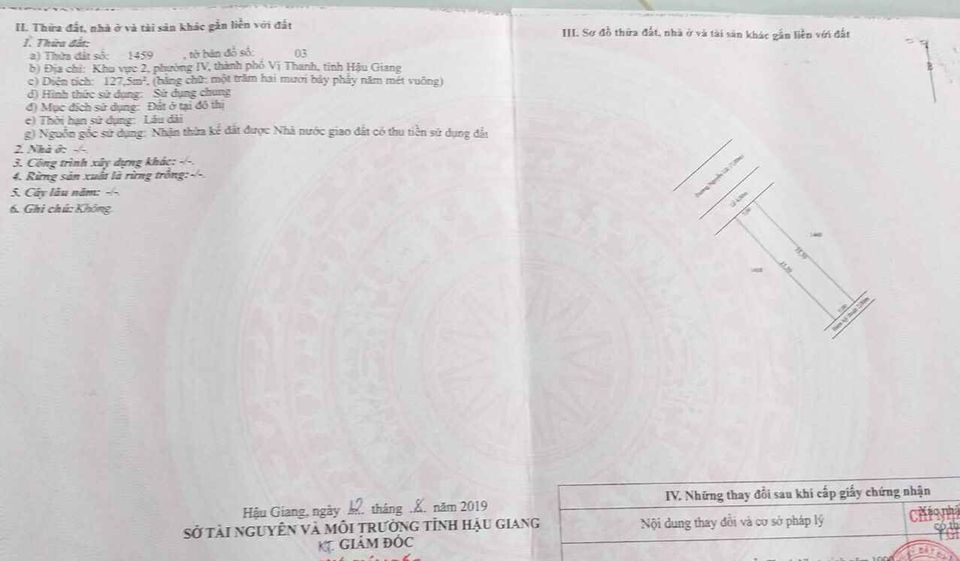 II. Thửa đất, nhà ở và tài sản khác gắn liền với đất
1. Thửa đất:
a) Thửa đất số: 1459 , tờ bản đồ số: 03
b) Địa chỉ: Khu vực 2, phường IV, thành phố Vị Thanh, tỉnh Hậu Giang
c) Diện tích: 127,5m², (bằng chữ: một trăm hai mươi bảy phẩy năm mét vuông)
d) Hình thức sử dụng: Sử dụng chung
đ) Mục đích sử dụng: Đất ở tại đô thị
e) Thời hạn sử dụng: Lâu dài
g) Nguồn gốc sử dụng: Nhận thừa kế đất được Nhà nước giao đất có thu tiền sử dụng đất
2. Nhà ở: -/-.
3. Công trình xây dựng khác: -/-.
4. Rừng sản xuất là rừng trồng: -/-.
5. Cây lâu năm: -/-.
6. Ghi chú: Không.
Hậu Giang, ngày 12 tháng 8 năm 2019
SỞ TÀI NGUYÊN VÀ MÔI TRƯỜNG TỈNH HẬU GIANG
KT. GIÁM ĐỐC
III. Sơ đồ thửa đất, nhà ở và tài sản khác gắn liền với đất
IV. Những thay đổi sau khi cấp giấy chứng nhận
Nội dung thay đổi và cơ sở pháp lý